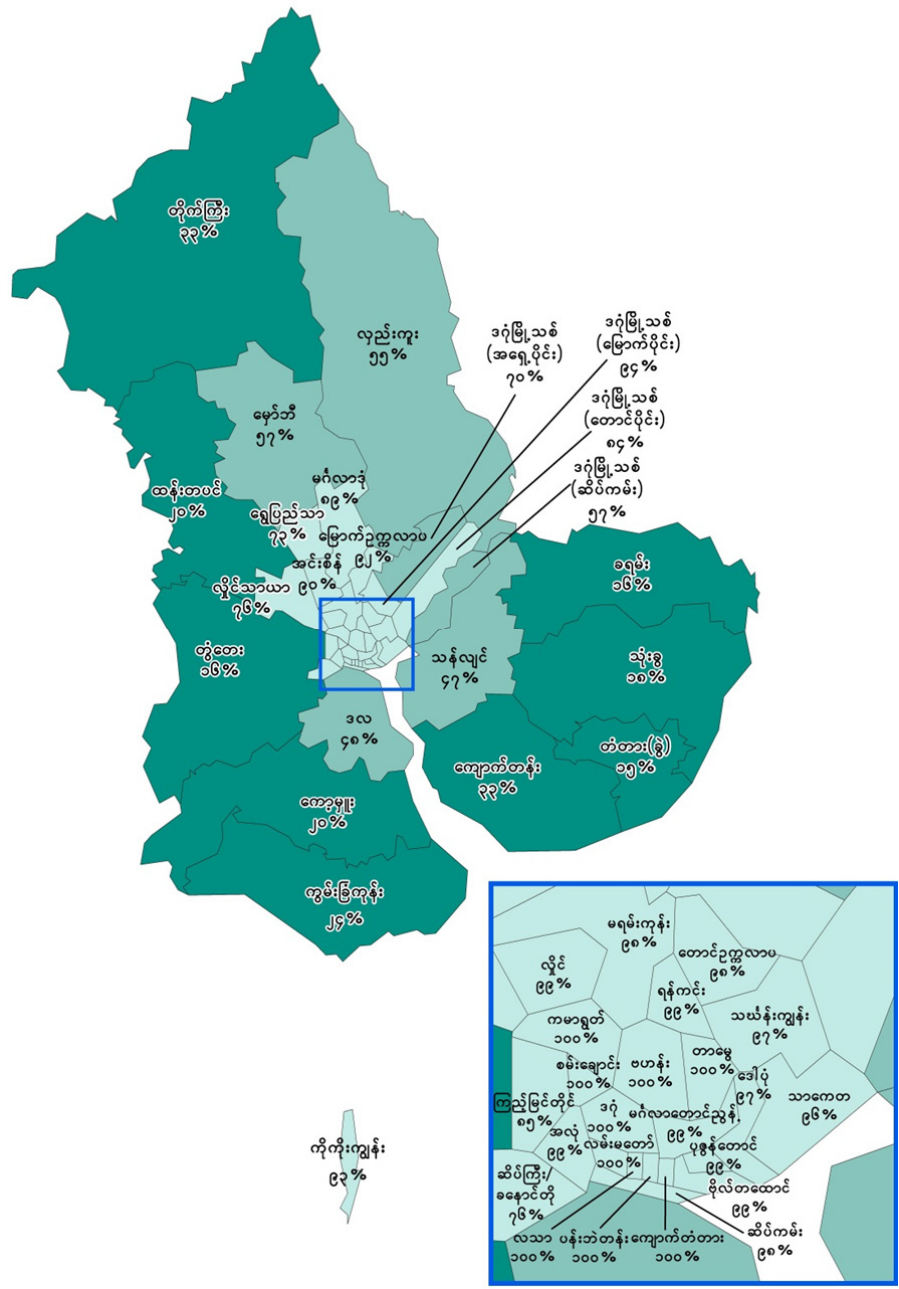 တိုက်ကြီး
၃၃%
လှည်းကူး
၅၅%
ဒဂုံမြို့သစ်
(အရှေ့ပိုင်း)
၇၀%
ဒဂုံမြို့သစ်
(မြောက်ပိုင်း)
၉၄%
ဒဂုံမြို့သစ်
(တောင်ပိုင်း)
၈၄%
ဒဂုံမြို့သစ်
(ဆိပ်ကမ်း)
၅၇%
မှော်ဘီ
၅၇%
မင်္ဂလာဒုံ
၈၉%
ထန်းတပင်
၂၀%
ရွှေပြည်သာ
၇၃%
မြောက်ဥက္ကလာပ
၉၂%
အင်းစိန်
၉၀%
လှိုင်သာယာ
၇၆%
ခရမ်း
၁၆%
တွံတေး
၁၆%
သန်လျင်
၄၇%
သုံးခွ
၁၈%
ဒလ
၄၈%
တံတား(ခွဲ)
၁၅%
ကျောက်တန်း
၃၃%
ကော့မှူး
၂၀%
ကွမ်းခြံကုန်း
၂၄%
ကိုကိုးကျွန်း
၉၃%
မရမ်းကုန်း
၉၈%
တောင်ဥက္ကလာပ
၉၈%
လှိုင်
၉၉%
ရန်ကင်း
၉၉%
ကမာရွတ်
၁၀၀%
သင်္ဃန်းကျွန်း
၉၇%
စမ်းချောင်း
၁၀၀%
ဗဟန်း
၁၀၀%
တာမွေ
၁၀၀%
ဒေါပုံ
၉၇%
သာကေတ
၉၆%
ကြည့်မြင်တိုင်
၈၅%
ဒဂုံ
၁၀၀%
မင်္ဂလာတောင်ညွန့်
၉၉%
အလုံ
၉၉%
လမ်းမတော်
၁၀၀%
ပုဇွန်တောင်
၉၉%
ဆိပ်ကြီး/
ခနောင်တို
၇၆%
ဗိုလ်တထောင်
၉၉%
လသာ
၁၀၀%
ပန်းဘဲတန်း
၁၀၀%
ကျောက်တံတား
၁၀၀%
ဆိပ်ကမ်း
၉၈%